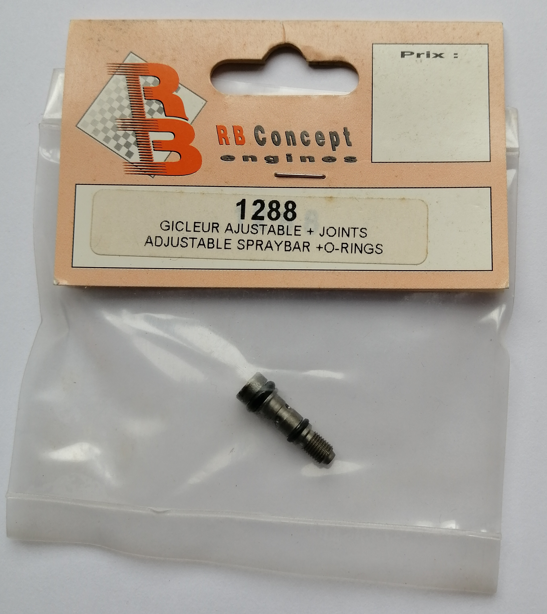 RB
RB Concept
engines
Prix :
1288
GICLEUR AJUSTABLE + JOINTS
ADJUSTABLE SPRAYBAR +O-RINGS